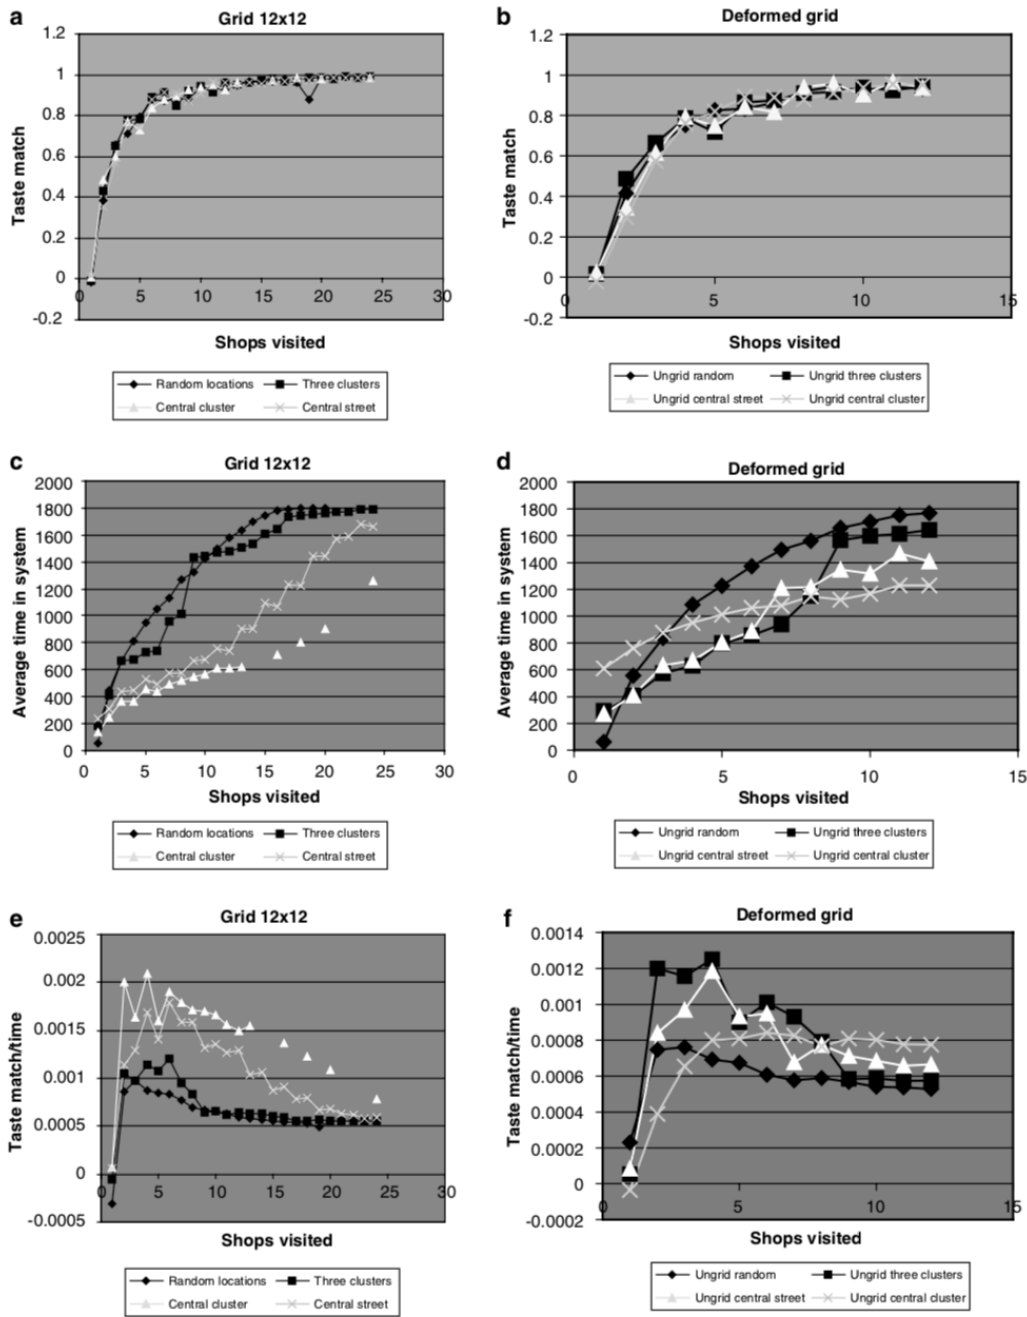 a
Grid 12x12
1.2
1
0.8
0.6
0.4
0.2
0
-0.2
Taste match
0 5 10 15 20 25 30
Shops visited
Random locations Three clusters
Central cluster Central street
b
Deformed grid
1.2
1
0.8
0.6
0.4
0.2
0
-0.2
Taste match
0 5 10 15
Shops visited
Ungrid random Ungrid three clusters
Ungrid central street Ungrid central cluster
c
Grid 12x12
2000
1800
1600
1400
1200
1000
800
600
400
200
0
Average time in system
0 5 10 15 20 25 30
Shops visited
Random locations Three clusters
Central cluster Central street
d
Deformed grid
2000
1800
1600
1400
1200
1000
800
600
400
200
0
Average time in system
0 5 10 15
Shops visited
Ungrid random Ungrid three clusters
Ungrid central street Ungrid central cluster
e
Grid 12x12
0.0025
0.002
0.0015
0.001
0.0005
0
-0.0005
Taste match/time
0 5 10 15 20 25 30
Shops visited
Random locations Three clusters
Central cluster Central street
f
Deformed grid
0.0014
0.0012
0.001
0.0008
0.0006
0.0004
0.0002
0
-0.0002
Taste match/time
0 5 10 15
Shops visited
Ungrid random Ungrid three clusters
Ungrid central street Ungrid central cluster